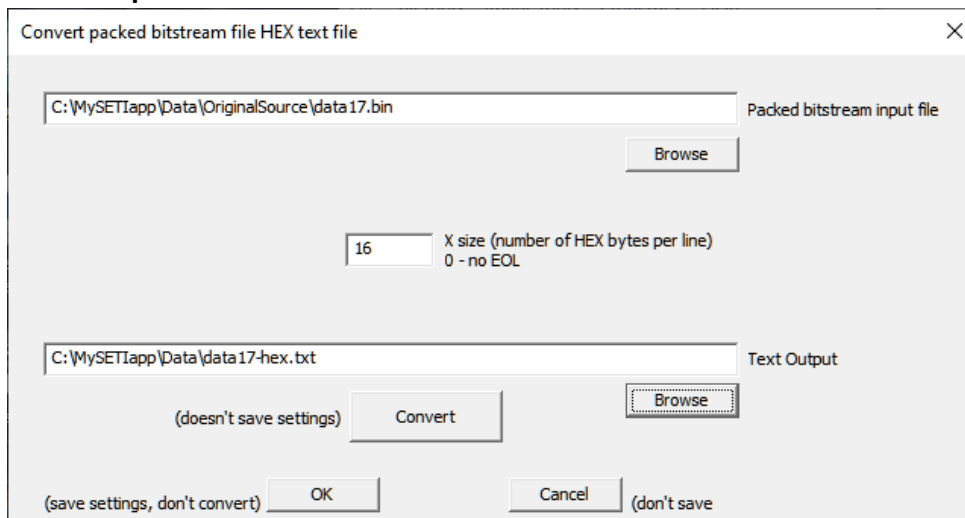 Convert packed bitstream file HEX text file
C:\MySETIapp\Data\OriginalSource\data17.bin
Packed bitstream input file
Browse
16
X size (number of HEX bytes per line)
0 - no EOL
C:\MySETIapp\Data\data17-hex.txt
Text Output
Browse
(doesn't save settings)
Convert
(save settings, don't convert)
OK
Cancel
(don't save